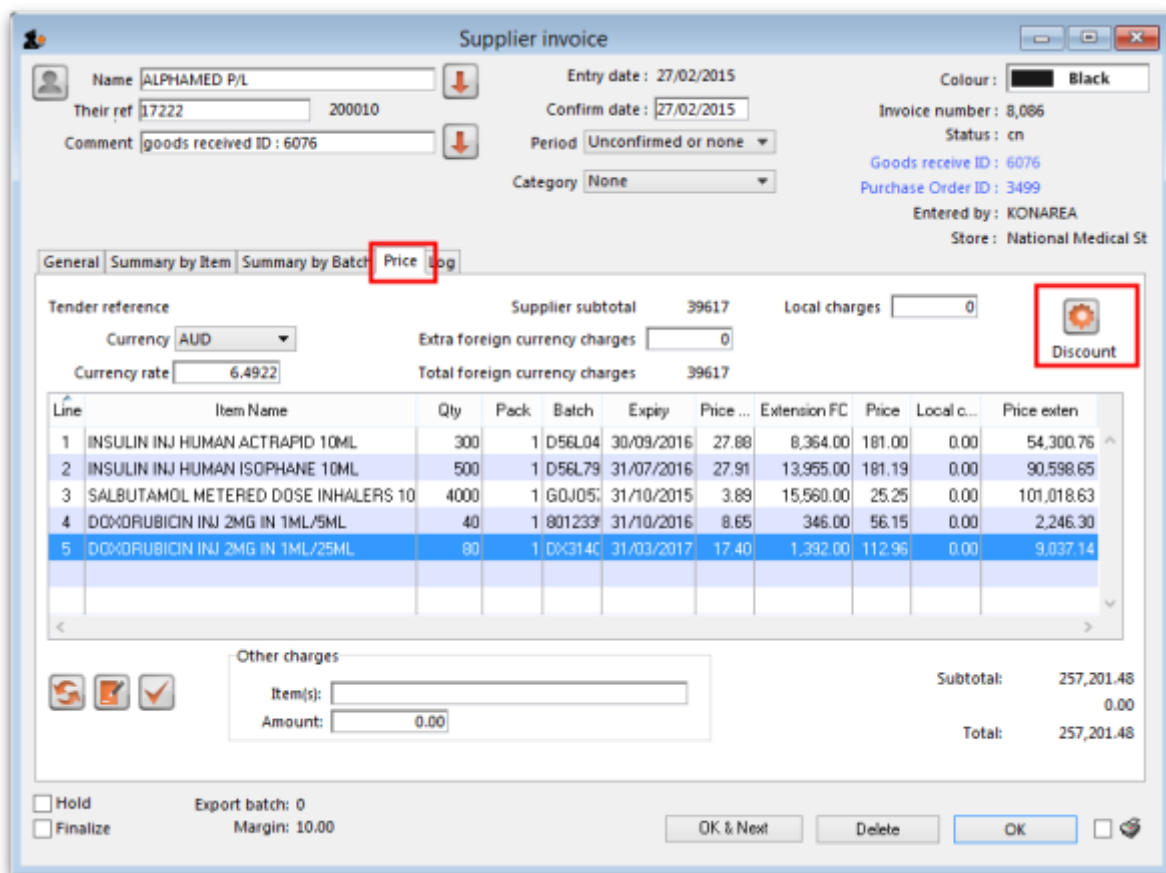 Supplier invoice
Name ALPHAMED P/L
Their ref 17222 200010
Comment goods received ID : 6076
Entry date : 27/02/2015
Confirm date : 27/02/2015
Period Unconfirmed or none
Category None
Colour : Black
Invoice number : 8,086
Status : cn
Goods receive ID : 6076
Purchase Order ID : 3499
Entered by : KONAREA
Store : National Medical St
General Summary by Item Summary by Batch Price Log
Tender reference Supplier subtotal 39617 Local charges 0
Currency AUD Extra foreign currency charges 0
Currency rate 6.4922 Total foreign currency charges 39617
Discount
Line Item Name Qty Pack Batch Expiry Price ... Extension FC Price Local c... Price exten
1 INSULIN INJ HUMAN ACTRAPID 10ML 300 1 D56L04 30/09/2016 27.88 8,364.00 181.00 0.00 54,300.76
2 INSULIN INJ HUMAN ISOPHANE 10ML 500 1 D56L79 31/07/2016 27.91 13,955.00 181.19 0.00 90,598.65
3 SALBUTAMOL METERED DOSE INHALERS 10 4000 1 31/10/2015 3.89 15,560.00 25.25 0.00 101,018.63
4 DOXORUBICIN INJ 2MG IN 1ML/5ML 40 1 31/10/2016 8.65 346.00 56.15 0.00 2,246.30
5 DOXORUBICIN INJ 2MG IN 1ML/25ML 80 1 31/03/2017 17.40 1,392.00 112.96 0.00 9,037.14
Other charges
Item(s):
Amount: 0.00
Subtotal: 257,201.48
0.00
Total: 257,201.48
Hold Export batch: 0
Finalize Margin: 10.00
OK & Next Delete OK